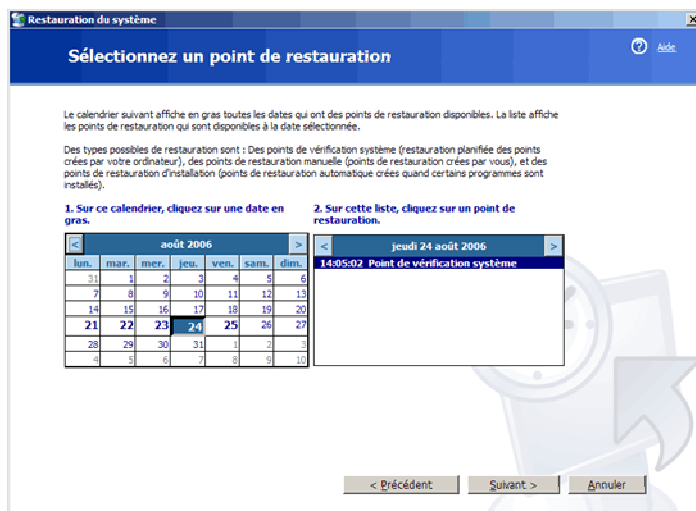 Restauration du système
Sélectionnez un point de restauration
Aide
Le calendrier suivant affiche en gras toutes les dates qui ont des points de restauration disponibles. La liste affiche
les points de restauration qui sont disponibles à la date sélectionnée.
Des types possibles de restauration sont : Des points de vérification système (restauration planifiée des points
crées par votre ordinateur), des points de restauration manuelle (points de restauration crées par vous), et des
points de restauration d'installation (points de restauration automatique crées quand certains programmes sont
installés).
1. Sur ce calendrier, cliquez sur une date en
gras.
< août 2006 >
lun. mar. mer. jeu. ven. sam. dim.
31 1 2 3 4 5 6
7 8 9 10 11 12 13
14 15 16 17 18 19 20
21 22 23 24 25 26 27
28 29 30 31 1 2 3
4 5 6 7 8 9 10
2. Sur cette liste, cliquez sur un point de
restauration.
< jeudi 24 août 2006 >
14:05:02 Point de vérification système
< Précédent
Suivant >
Annuler